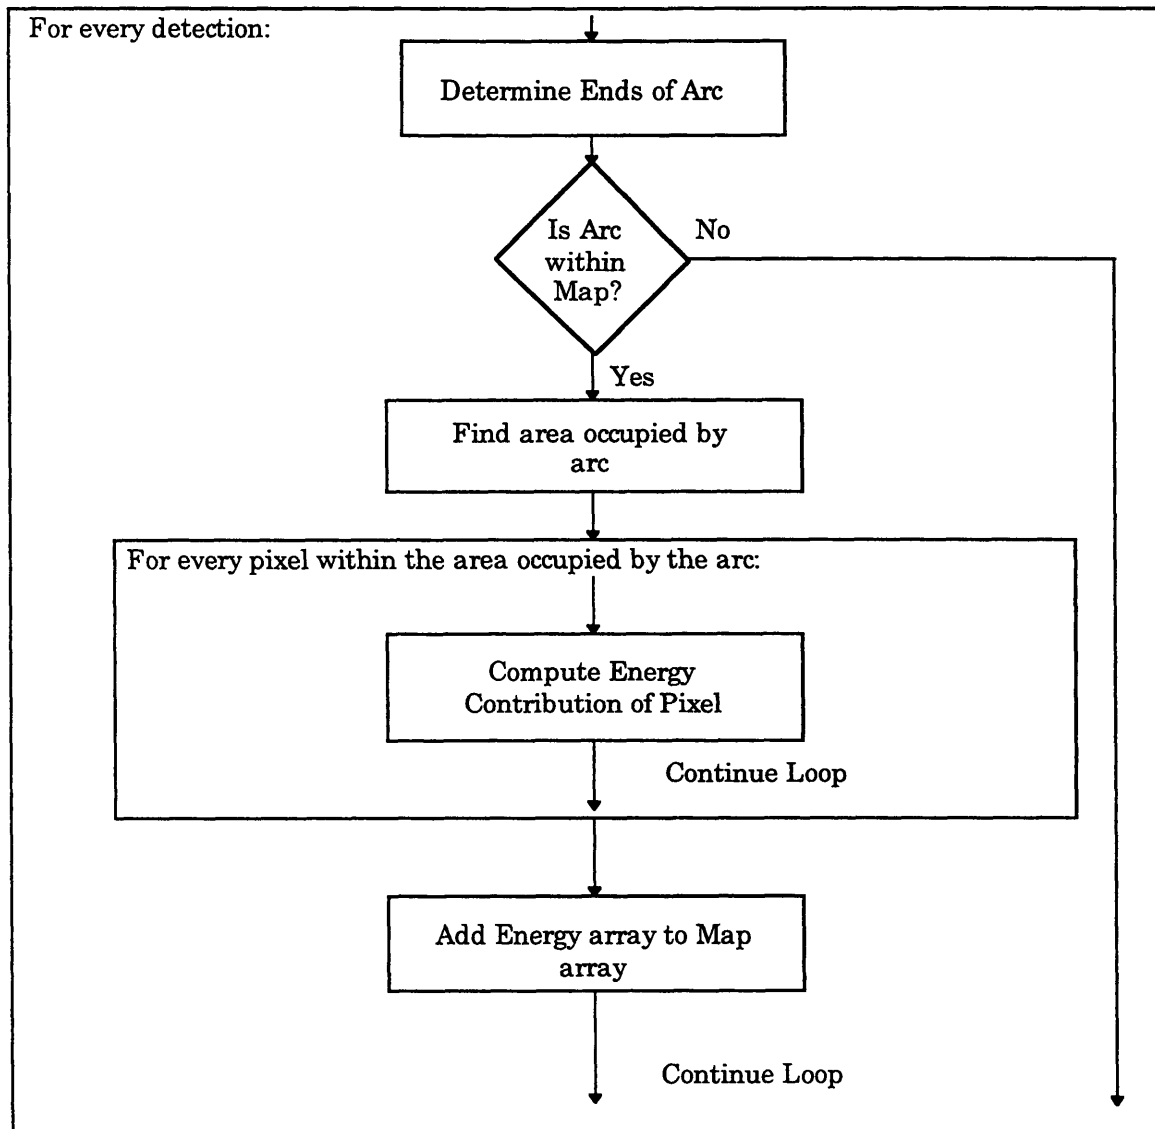 For every detection:
Determine Ends of Arc
Is Arc
within
Map?
No
Yes
Find area occupied by
arc
For every pixel within the area occupied by the arc:
Compute Energy
Contribution of Pixel
Continue Loop
Add Energy array to Map
array
Continue Loop